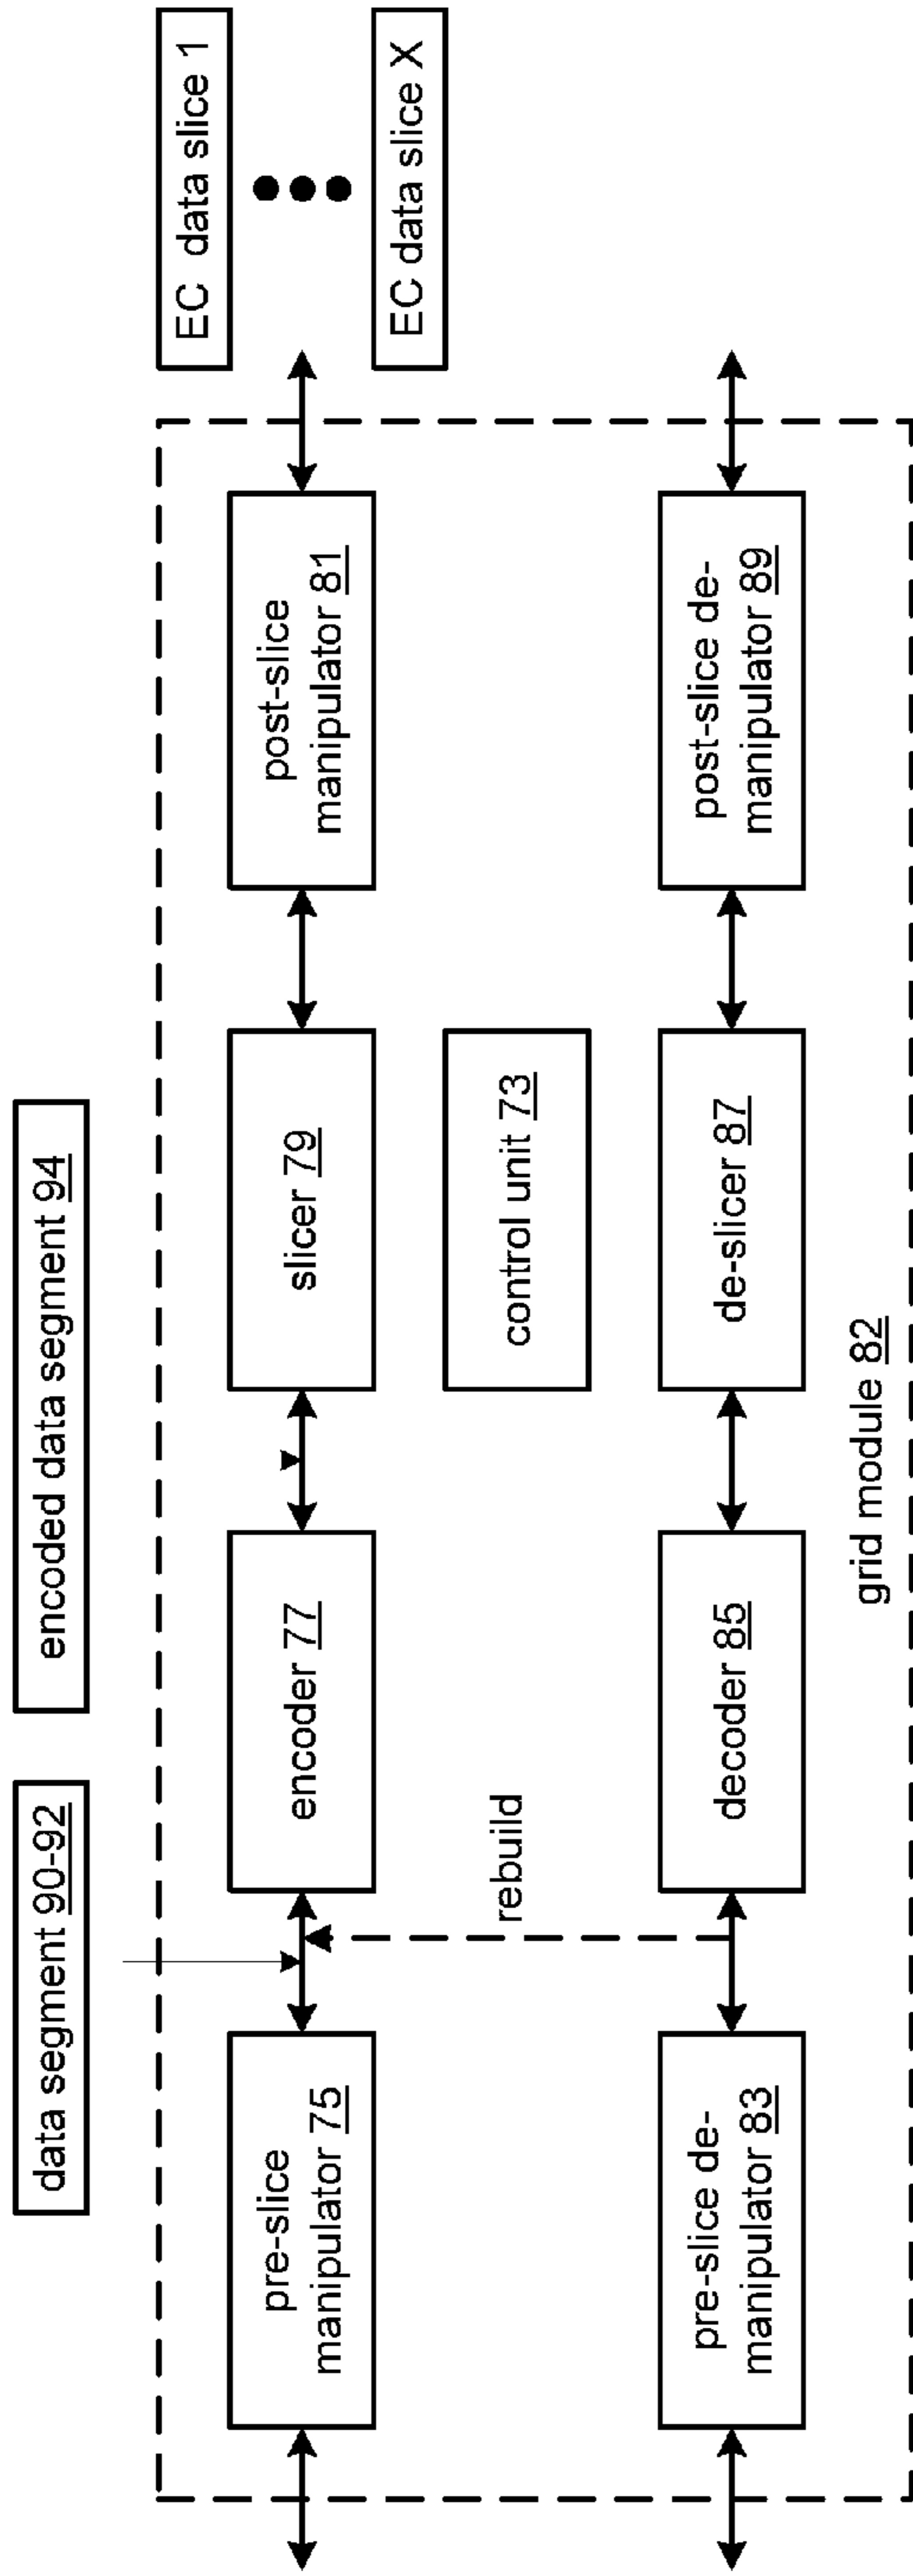 data segment 90-92
encoded data segment 94
EC data slice 1
EC data slice X
pre-slice
manipulator 75
encoder 77
slicer 79
post-slice
manipulator 81
rebuild
control unit 73
pre-slice de-
manipulator 83
decoder 85
de-slicer 87
post-slice de-
manipulator 89
grid module 82